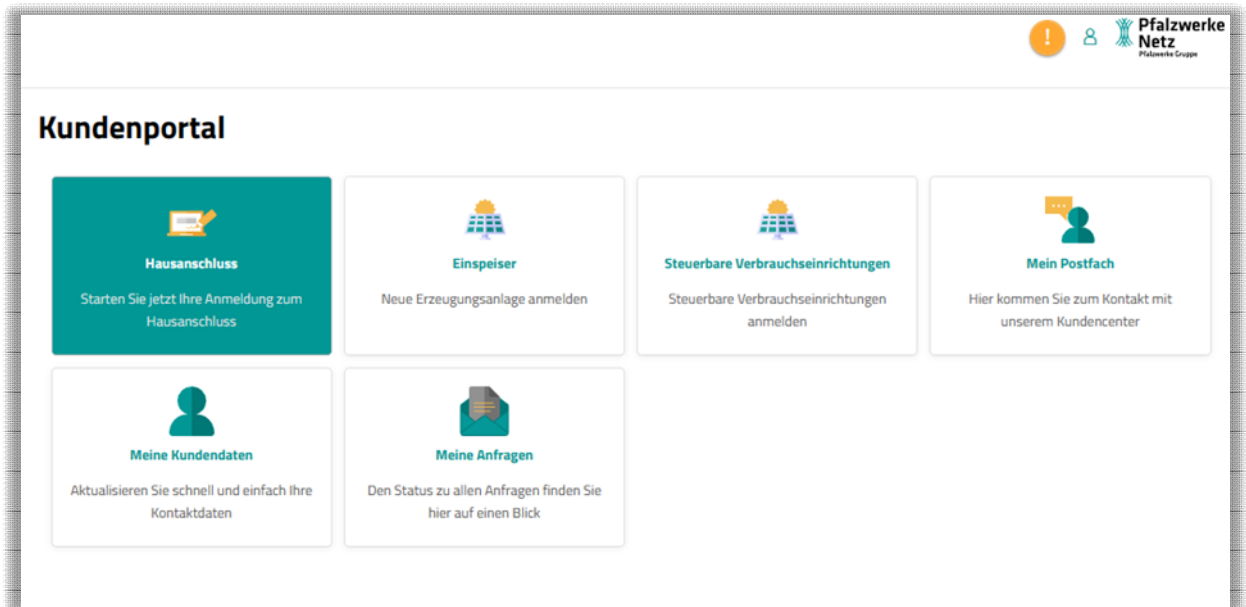 !
Pfalzwerke
Netz
Pfalzwerke Gruppe
Kundenportal
Hausanschluss
Starten Sie jetzt Ihre Anmeldung zum
Hausanschluss
Einspeiser
Neue Erzeugungsanlage anmelden
Steuerbare Verbrauchseinrichtungen
Steuerbare Verbrauchseinrichtungen
anmelden
Mein Postfach
Hier kommen Sie zum Kontakt mit
unserem Kundencenter
Meine Kundendaten
Aktualisieren Sie schnell und einfach Ihre
Kontaktdaten
Meine Anfragen
Den Status zu allen Anfragen finden Sie
hier auf einen Blick